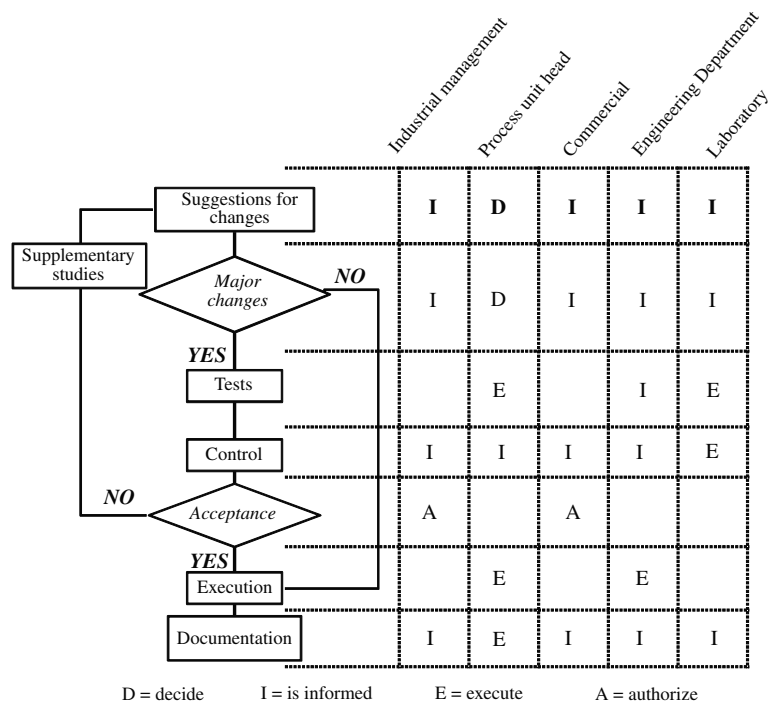 Industrial management
Process unit head
Commercial
Engineering Department
Laboratory
Suggestions for
changes
I D I I I
Supplementary
studies
Major
changes
NO
I D I I I
YES
Tests
E I E
Control
I I I I E
NO
Acceptance
A A
YES
Execution
E E
Documentation
I E I I I
D = decide I = is informed E = execute A = authorize